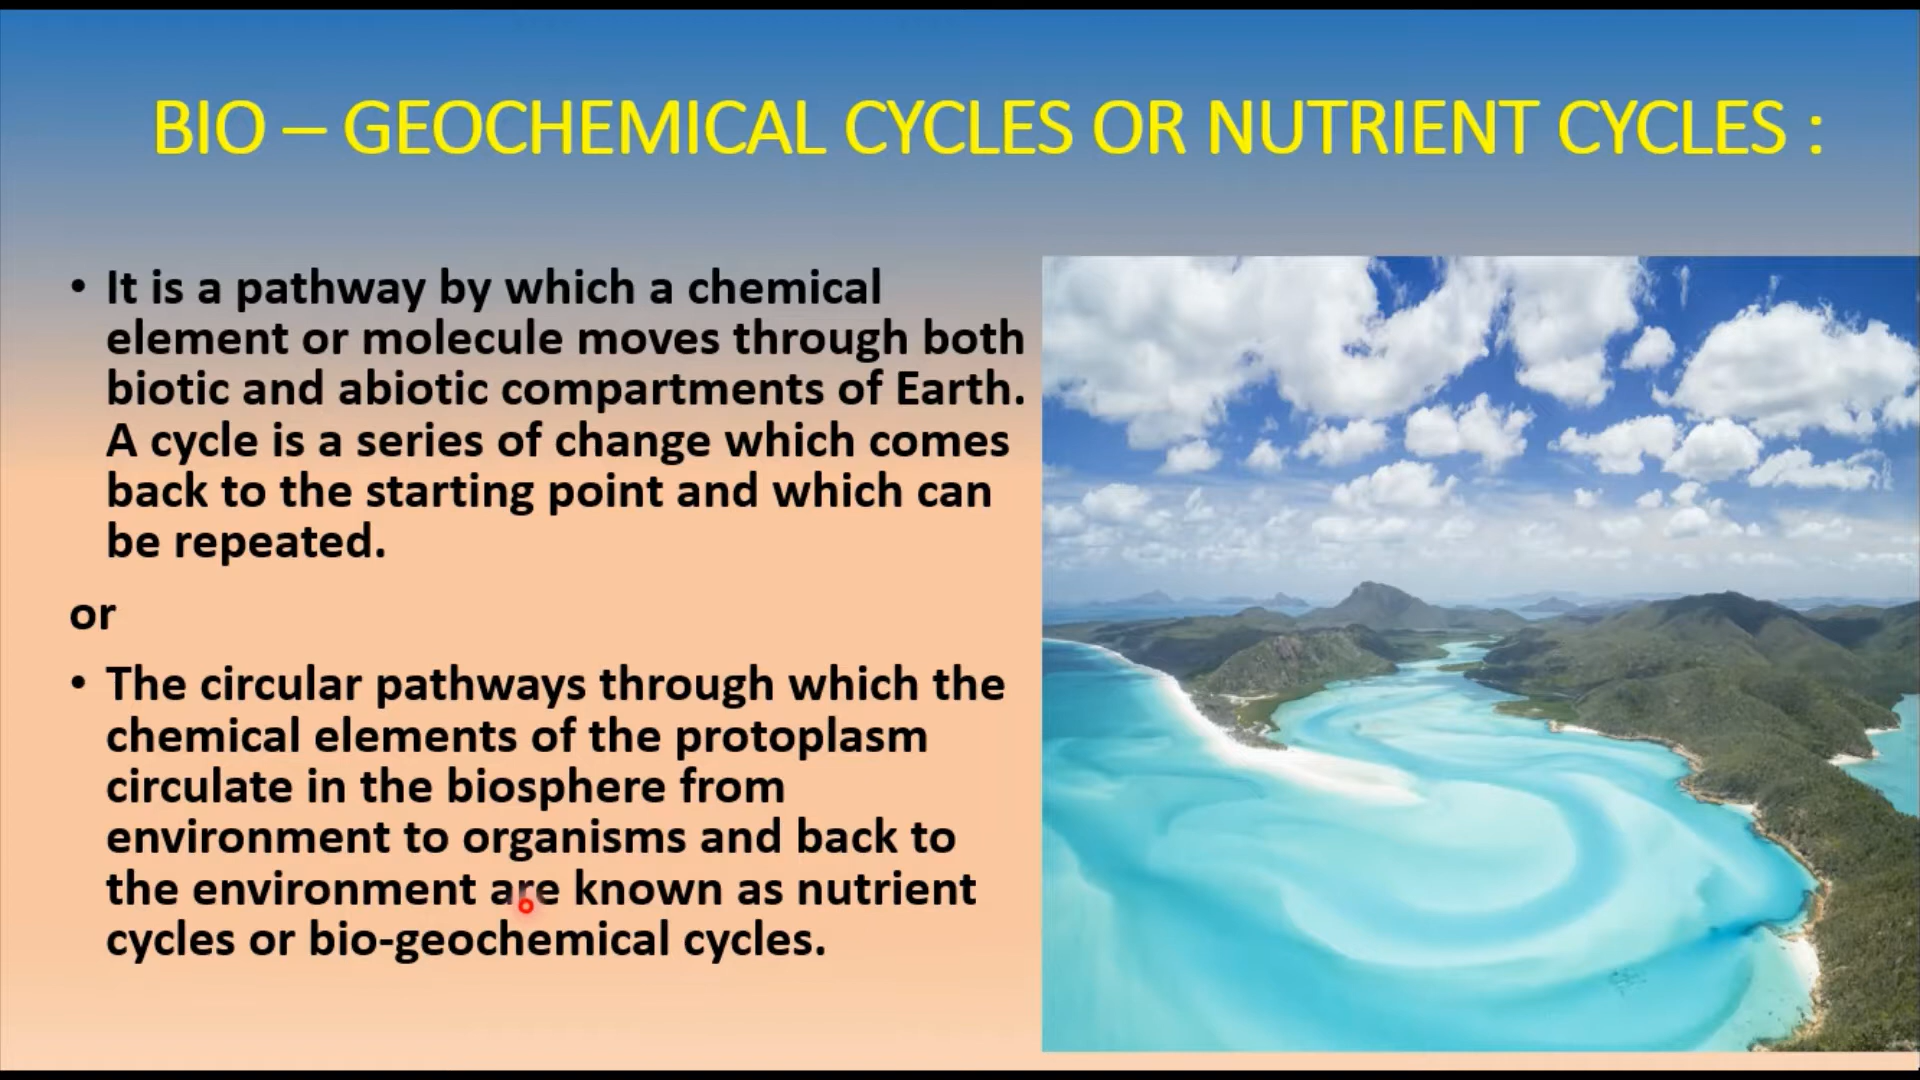 BIO – GEOCHEMICAL CYCLES OR NUTRIENT CYCLES :
• It is a pathway by which a chemical
element or molecule moves through both
biotic and abiotic compartments of Earth.
A cycle is a series of change which comes
back to the starting point and which can
be repeated.
or
• The circular pathways through which the
chemical elements of the protoplasm
circulate in the biosphere from
environment to organisms and back to
the environment are known as nutrient
cycles or bio-geochemical cycles.